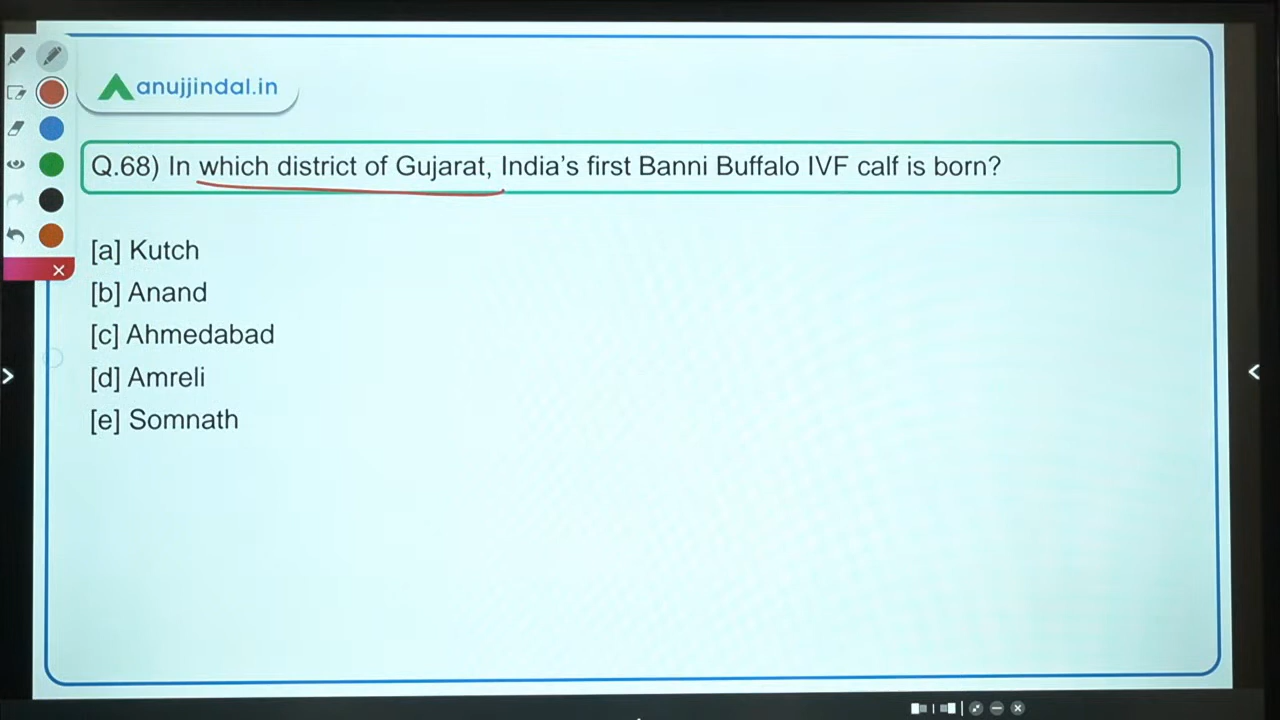 anujjindal.in
Q.68) In which district of Gujarat, India’s first Banni Buffalo IVF calf is born?
[a] Kutch
[b] Anand
[c] Ahmedabad
[d] Amreli
[e] Somnath